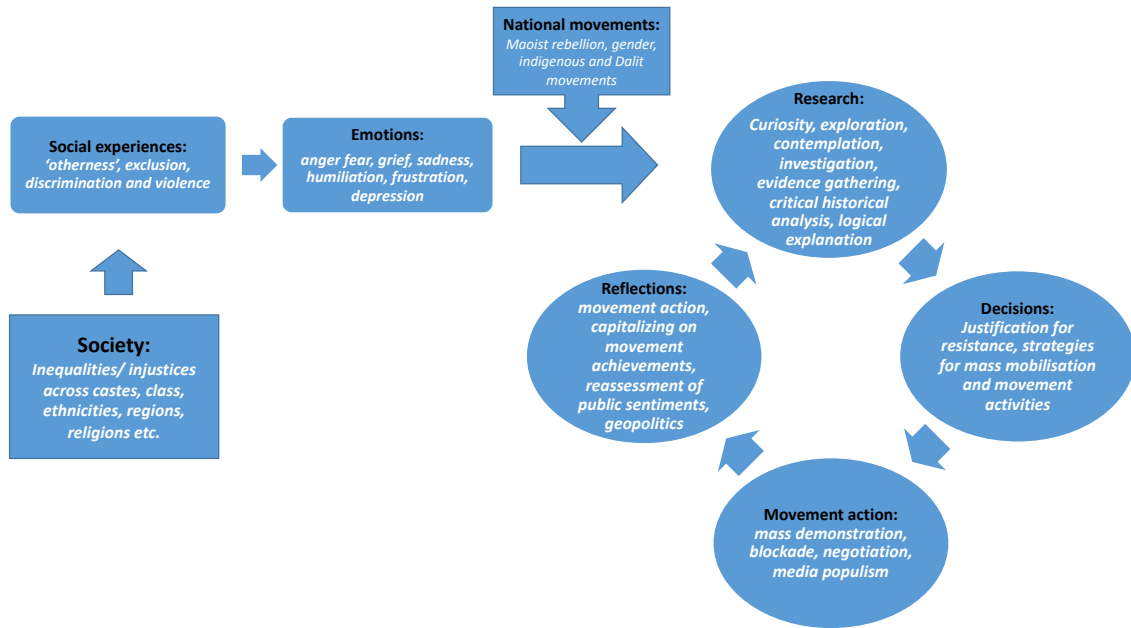 National movements:
Maoist rebellion, gender,
indigenous and Dalit
movements
Social experiences:
‘otherness’, exclusion,
discrimination and violence
Emotions:
anger fear, grief, sadness,
humiliation, frustration,
depression
Research:
Curiosity, exploration,
contemplation,
investigation,
evidence gathering,
critical historical
analysis, logical
explanation
Society:
Inequalities/ injustices
across castes, class,
ethnicities, regions,
religions etc.
Reflections:
movement action,
capitalizing on
movement
achievements,
reassessment of
public sentiments,
geopolitics
Decisions:
Justification for
resistance, strategies
for mass mobilisation
and movement
activities
Movement action:
mass demonstration,
blockade, negotiation,
media populism